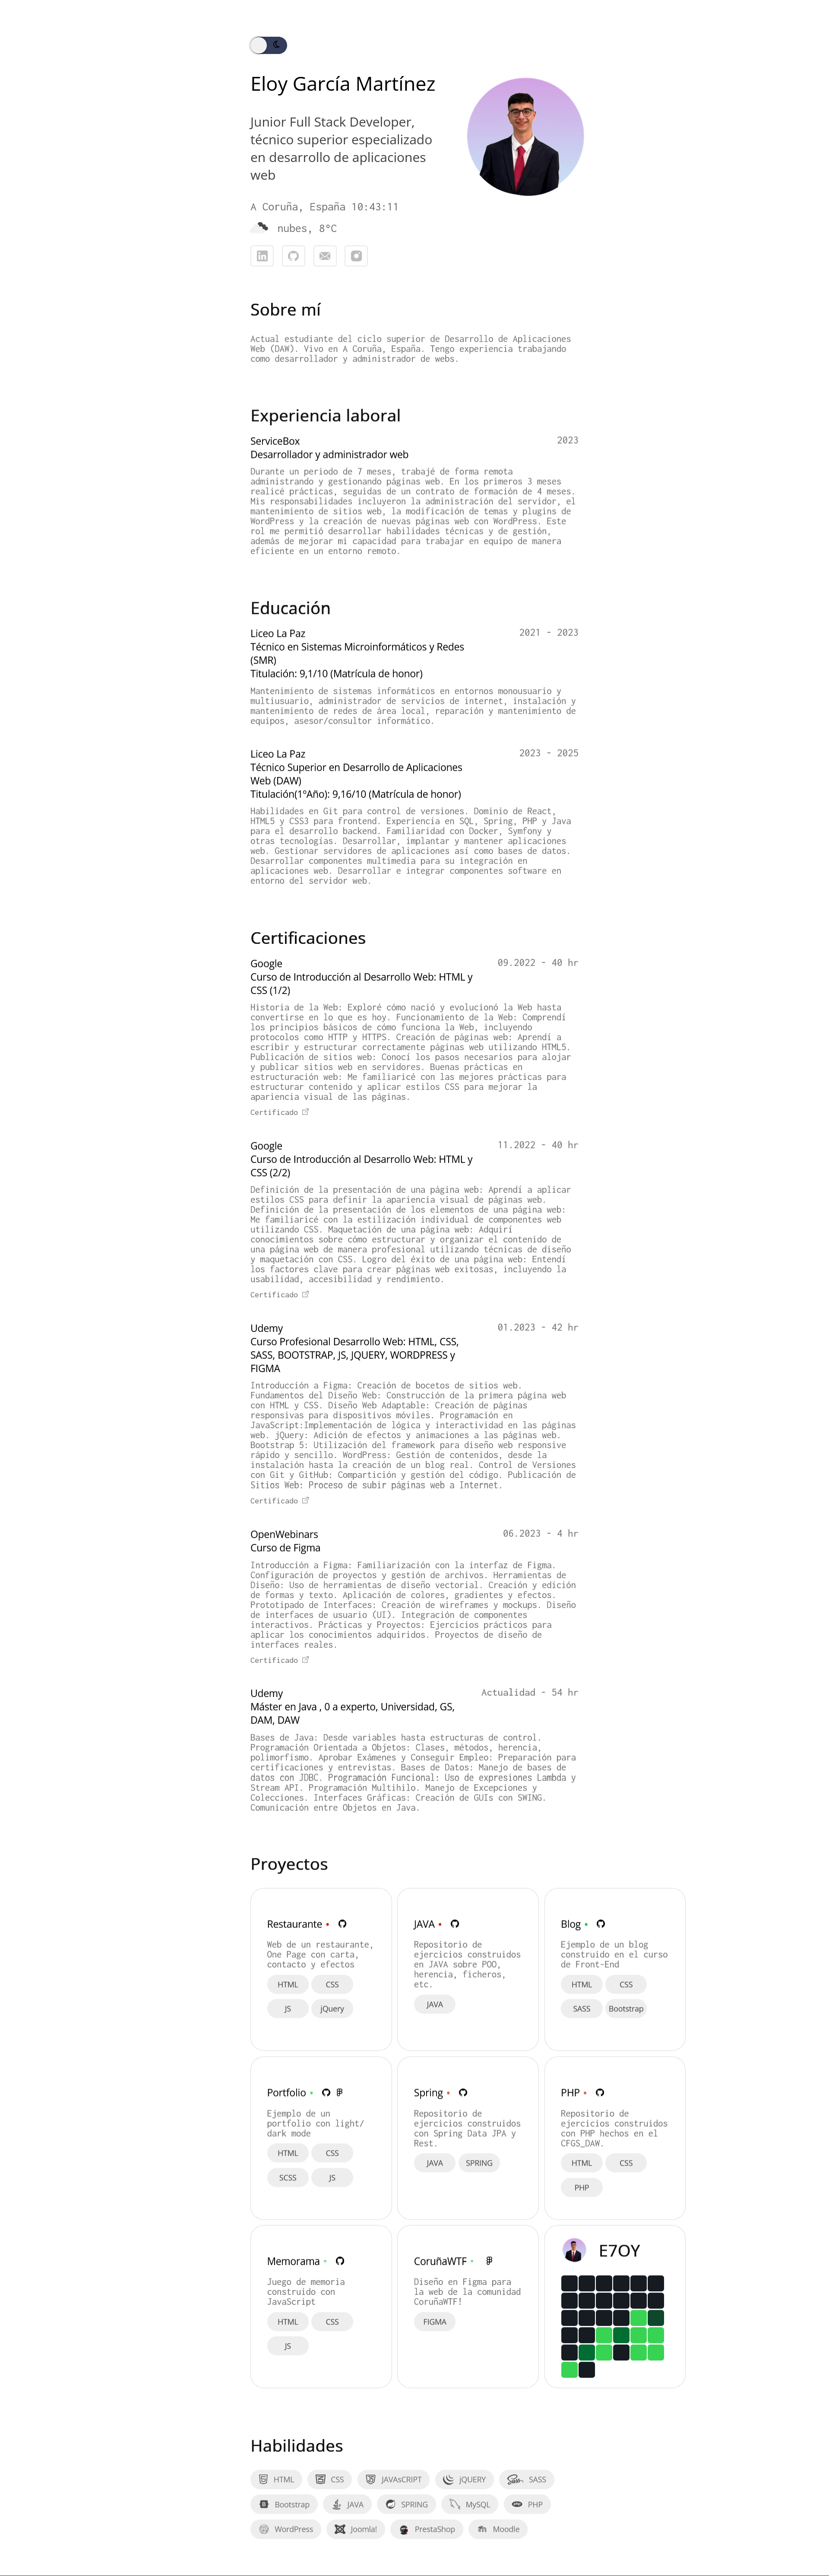 Eloy García Martínez
Junior Full Stack Developer,
técnico superior especializado
en desarrollo de aplicaciones
web
A Coruña, España 10:43:11
nubes, 8°C
Sobre mí
Actual estudiante del ciclo superior de Desarrollo de Aplicaciones
Web (DAW). Vivo en A Coruña, España. Tengo experiencia trabajando
como desarrollador y administrador de webs.
Experiencia laboral
ServiceBox 2023
Desarrollador y administrador web
Durante un periodo de 7 meses, trabajé de forma remota
administrando y gestionando páginas web. En los primeros 3 meses
realicé prácticas, seguidas de un contrato de formación de 4 meses.
Mis responsabilidades incluyeron la administración del servidor, el
mantenimiento de sitios web, la modificación de temas y plugins de
WordPress y la creación de nuevas páginas web con WordPress. Este
rol me permitió desarrollar habilidades técnicas y de gestión,
además de mejorar mi capacidad para trabajar en equipo de manera
eficiente en un entorno remoto.
Educación
Liceo La Paz 2021 - 2023
Técnico en Sistemas Microinformáticos y Redes
(SMR)
Titulación: 9,1/10 (Matrícula de honor)
Mantenimiento de sistemas informáticos en entornos monousuario y
multiusuario, administrador de servicios de internet, instalación y
mantenimiento de redes de área local, reparación y mantenimiento de
equipos, asesor/consultor informático.
Liceo La Paz 2023 - 2025
Técnico Superior en Desarrollo de Aplicaciones
Web (DAW)
Titulación(1ºAño): 9,16/10 (Matrícula de honor)
Habilidades en Git para control de versiones. Dominio de React,
HTML5 y CSS3 para frontend. Experiencia en SQL, Spring, PHP y Java
para el desarrollo backend. Familiaridad con Docker, Symfony y
otras tecnologías. Desarrollar, implantar y mantener aplicaciones
web. Gestionar servidores de aplicaciones así como bases de datos.
Desarrollar componentes multimedia para su integración en
aplicaciones web. Desarrollar e integrar componentes software en
entorno del servidor web.
Certificaciones
Google 09.2022 - 40 hr
Curso de Introducción al Desarrollo Web: HTML y
CSS (1/2)
Historia de la Web: Exploré cómo nació y evolucionó la Web hasta
convertirse en lo que es hoy. Funcionamiento de la Web: Comprendí
los principios básicos de cómo funciona la Web, incluyendo
protocolos como HTTP y HTTPS. Creación de páginas web: Aprendí a
escribir y estructurar correctamente páginas web utilizando HTML5.
Publicación de sitios web: Conocí los pasos necesarios para alojar
y publicar sitios web en servidores. Buenas prácticas en
estructuración web: Me familiaricé con las mejores prácticas para
estructurar contenido y aplicar estilos CSS para mejorar la
apariencia visual de las páginas.
Certificado
Google 11.2022 - 40 hr
Curso de Introducción al Desarrollo Web: HTML y
CSS (2/2)
Definición de la presentación de una página web: Aprendí a aplicar
estilos CSS para definir la apariencia visual de páginas web.
Definición de la presentación de los elementos de una página web:
Me familiaricé con la estilización individual de componentes web
utilizando CSS. Maquetación de una página web: Adquirí
conocimientos sobre cómo estructurar y organizar el contenido de
una página web de manera profesional utilizando técnicas de diseño
y maquetación con CSS. Logro del éxito de una página web: Entendí
los factores clave para crear páginas web exitosas, incluyendo la
usabilidad, accesibilidad y rendimiento.
Certificado
Udemy 01.2023 - 42 hr
Curso Profesional Desarrollo Web: HTML, CSS,
SASS, BOOTSTRAP, JS, JQUERY, WORDPRESS y
FIGMA
Introducción a Figma: Creación de bocetos de sitios web.
Fundamentos del Diseño Web: Construcción de la primera página web
con HTML y CSS. Diseño Web Adaptable: Creación de páginas
responsivas para dispositivos móviles. Programación en
JavaScript:Implementación de lógica y interactividad en las páginas
web. jQuery: Adición de efectos y animaciones a las páginas web.
Bootstrap 5: Utilización del framework para diseño web responsive
rápido y sencillo. WordPress: Gestión de contenidos, desde la
instalación hasta la creación de un blog real. Control de Versiones
con Git y GitHub: Compartición y gestión del código. Publicación de
Sitios Web: Proceso de subir páginas web a Internet.
Certificado
OpenWebinars 06.2023 - 4 hr
Curso de Figma
Introducción a Figma: Familiarización con la interfaz de Figma.
Configuración de proyectos y gestión de archivos. Herramientas de
Diseño: Uso de herramientas de diseño vectorial. Creación y edición
de formas y texto. Aplicación de colores, gradientes y efectos.
Prototipado de Interfaces: Creación de wireframes y mockups. Diseño
de interfaces de usuario (UI). Integración de componentes
interactivos. Prácticas y Proyectos: Ejercicios prácticos para
aplicar los conocimientos adquiridos. Proyectos de diseño de
interfaces reales.
Certificado
Udemy Actualidad - 54 hr
Máster en Java , 0 a experto, Universidad, GS,
DAM, DAW
Bases de Java: Desde variables hasta estructuras de control.
Programación Orientada a Objetos: Clases, métodos, herencia,
polimorfismo. Aprobar Exámenes y Conseguir Empleo: Preparación para
certificaciones y entrevistas. Bases de Datos: Manejo de bases de
datos con JDBC. Programación Funcional: Uso de expresiones Lambda y
Stream API. Programación Multihilo. Manejo de Excepciones y
Colecciones. Interfaces Gráficas: Creación de GUIs con SWING.
Comunicación entre Objetos en Java.
Proyectos
Restaurante
Web de un restaurante,
One Page con carta,
contacto y efectos
HTML CSS
JS jQuery
JAVA
Repositorio de
ejercicios construidos
en JAVA sobre POO,
herencia, ficheros,
etc.
JAVA
Blog
Ejemplo de un blog
construido en el curso
de Front-End
HTML CSS
SASS Bootstrap
Portfolio
Ejemplo de un
portfolio con light/
dark mode
HTML CSS
SCSS JS
Spring
Repositorio de
ejercicios construidos
con Spring Data JPA y
Rest.
JAVA SPRING
PHP
Repositorio de
ejercicios construidos
con PHP hechos en el
CFGS_DAW.
HTML CSS
PHP
Memorama
Juego de memoria
construido con
JavaScript
HTML CSS
JS
CoruñaWTF
Diseño en Figma para
la web de la comunidad
CoruñaWTF!
FIGMA
E7OY
Habilidades
HTML CSS JAVAsCRIPT jQUERY SASS
Bootstrap JAVA SPRING MySQL PHP
WordPress Joomla! PrestaShop Moodle